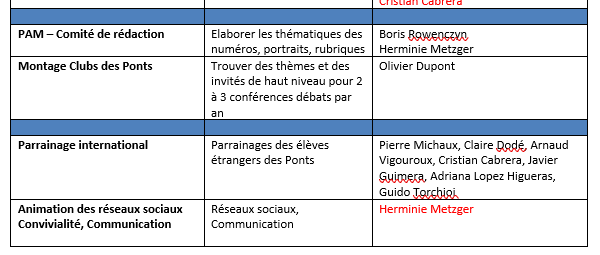 Cristian Cabrera
PAM – Comité de rédaction
Elaborer les thématiques des
numéros, portraits, rubriques
Boris Rowenczyn
Herminie Metzger
Montage Clubs des Ponts
Trouver des thèmes et des
invités de haut niveau pour 2
à 3 conférences débats par
an
Olivier Dupont
Parrainage international
Parrainages des élèves
étrangers des Ponts
Pierre Michaux, Claire Dodé, Arnaud
Vigouroux, Cristian Cabrera, Javier
Guimera, Adriana Lopez Higueras,
Guido Torchioi
Animation des réseaux sociaux
Convivialité, Communication
Réseaux sociaux,
Communication
Herminie Metzger